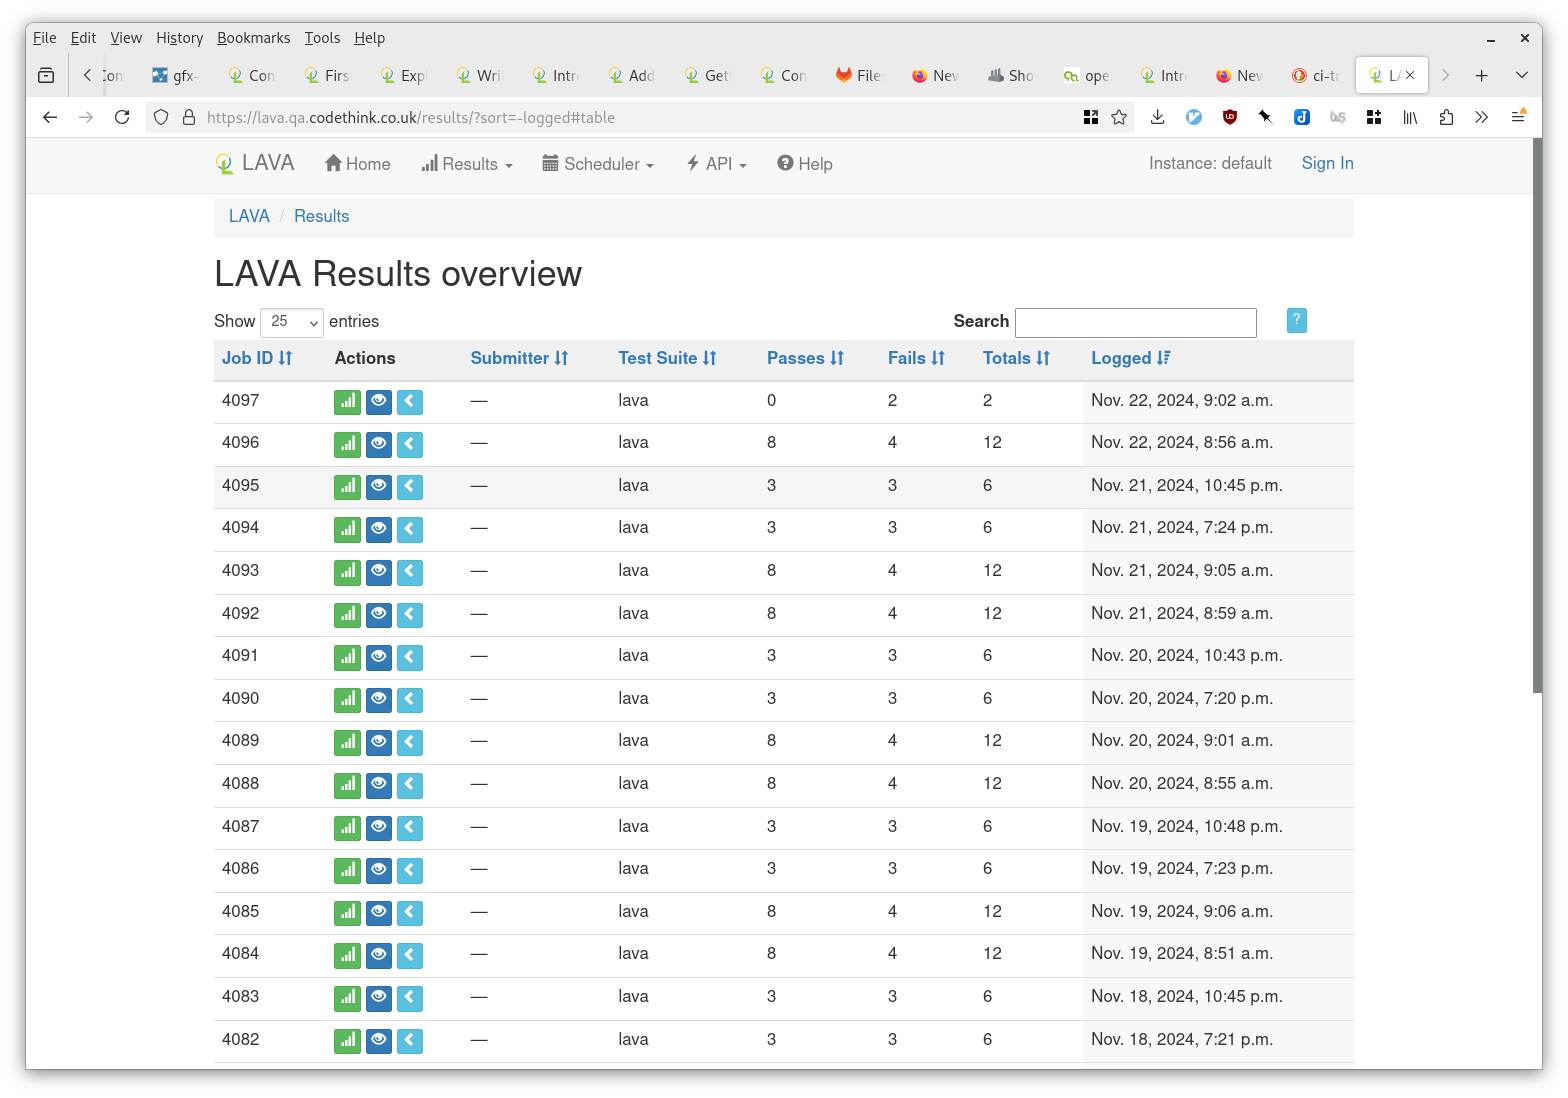 File Edit View History Bookmarks Tools Help
gfx- Con Firs Expl Wri Intro Add Get Con File New Sho ope Intro New ci-tr
https://lava.qa.codethink.co.uk/results/?sort=-logged#table
LAVA Home Results Scheduler API Help Instance: default Sign In
LAVA / Results
LAVA Results overview
Show 25 entries Search ?
Job ID Actions Submitter Test Suite Passes Fails Totals Logged
4097 — lava 0 2 2 Nov. 22, 2024, 9:02 a.m.
4096 — lava 8 4 12 Nov. 22, 2024, 8:56 a.m.
4095 — lava 3 3 6 Nov. 21, 2024, 10:45 p.m.
4094 — lava 3 3 6 Nov. 21, 2024, 7:24 p.m.
4093 — lava 8 4 12 Nov. 21, 2024, 9:05 a.m.
4092 — lava 8 4 12 Nov. 21, 2024, 8:59 a.m.
4091 — lava 3 3 6 Nov. 20, 2024, 10:43 p.m.
4090 — lava 3 3 6 Nov. 20, 2024, 7:20 p.m.
4089 — lava 8 4 12 Nov. 20, 2024, 9:01 a.m.
4088 — lava 8 4 12 Nov. 20, 2024, 8:55 a.m.
4087 — lava 3 3 6 Nov. 19, 2024, 10:48 p.m.
4086 — lava 3 3 6 Nov. 19, 2024, 7:23 p.m.
4085 — lava 8 4 12 Nov. 19, 2024, 9:06 a.m.
4084 — lava 8 4 12 Nov. 19, 2024, 8:51 a.m.
4083 — lava 3 3 6 Nov. 18, 2024, 10:45 p.m.
4082 — lava 3 3 6 Nov. 18, 2024, 7:21 p.m.